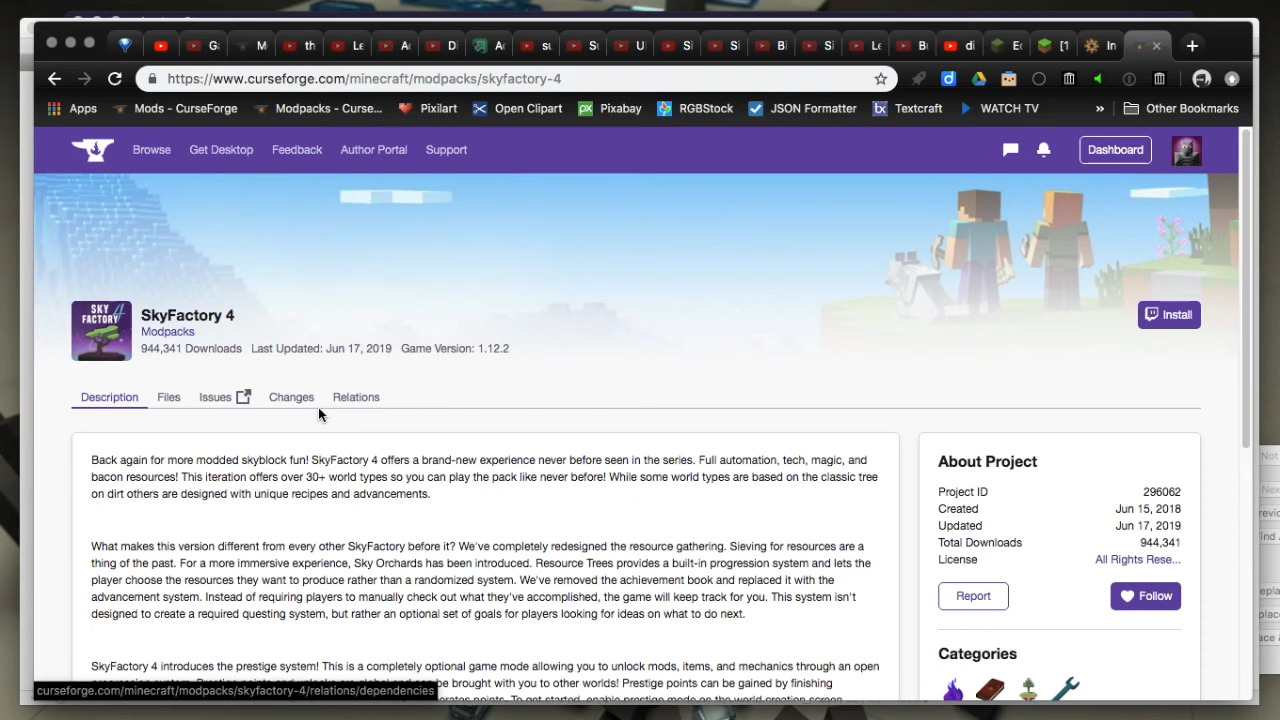 G
M
th
Le
A
D
A
su
S
U
Si
Si
Bi
Si
Le
B
di
E
[1
In
https://www.curseforge.com/minecraft/modpacks/skyfactory-4
Apps
Mods - CurseForge
Modpacks - Curse...
Pixilart
Open Clipart
Pixabay
RGBStock
JSON Formatter
Textcraft
WATCH TV
»
Other Bookmarks
Browse
Get Desktop
Feedback
Author Portal
Support
Dashboard
SKY FACTORY 4
SkyFactory 4
Modpacks
944,341 Downloads Last Updated: Jun 17, 2019 Game Version: 1.12.2
Install
Description
Files
Issues
Changes
Relations
Back again for more modded skyblock fun! SkyFactory 4 offers a brand-new experience never before seen in the series. Full automation, tech, magic, and
bacon resources! This iteration offers over 30+ world types so you can play the pack like never before! While some world types are based on the classic tree
on dirt others are designed with unique recipes and advancements.
What makes this version different from every other SkyFactory before it? We've completely redesigned the resource gathering. Sieving for resources are a
thing of the past. For a more immersive experience, Sky Orchards has been introduced. Resource Trees provides a built-in progression system and lets the
player choose the resources they want to produce rather than a randomized system. We've removed the achievement book and replaced it with the
advancement system. Instead of requiring players to manually check out what they've accomplished, the game will keep track for you. This system isn't
designed to create a required questing system, but rather an optional set of goals for players looking for ideas on what to do next.
SkyFactory 4 introduces the prestige system! This is a completely optional game mode allowing you to unlock mods, items, and mechanics through an open
About Project
Project ID 296062
Created Jun 15, 2018
Updated Jun 17, 2019
Total Downloads 944,341
License All Rights Rese...
Report
Follow
Categories
curseforge.com/minecraft/modpacks/skyfactory-4/relations/dependencies